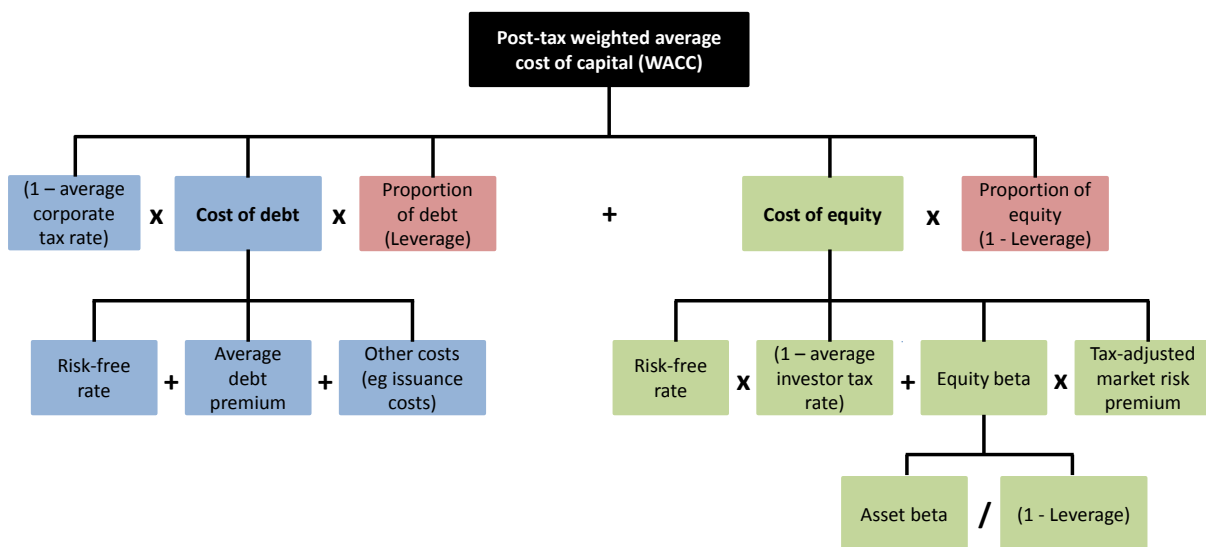 Post-tax weighted average
cost of capital (WACC)
(1 – average
corporate
tax rate)
x
Cost of debt
x
Proportion
of debt
(Leverage)
+
Cost of equity
x
Proportion of
equity
(1 - Leverage)
Risk-free
rate
+
Average
debt
premium
+
Other costs
(eg issuance
costs)
Risk-free
rate
x
(1 – average
investor tax
rate)
+
Equity beta
x
Tax-adjusted
market risk
premium
Asset beta
/
(1 - Leverage)